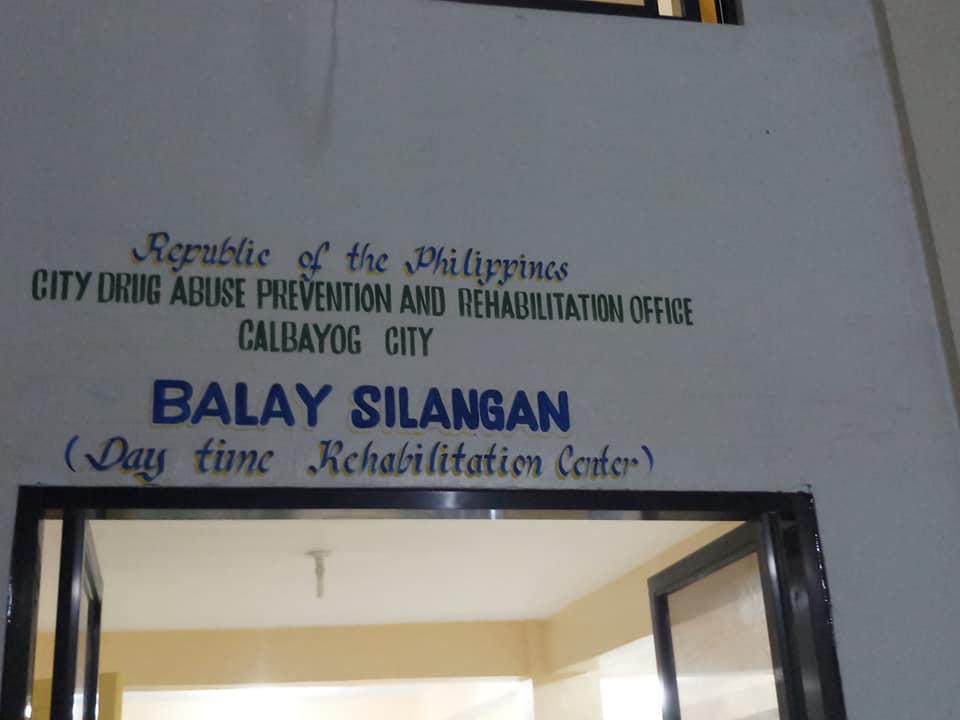 Republic of the Philippines
CITY DRUG ABUSE PREVENTION AND REHABILITATION OFFICE
CALBAYOG CITY
BALAY SILANGAN
(Day time Rehabilitation Center)